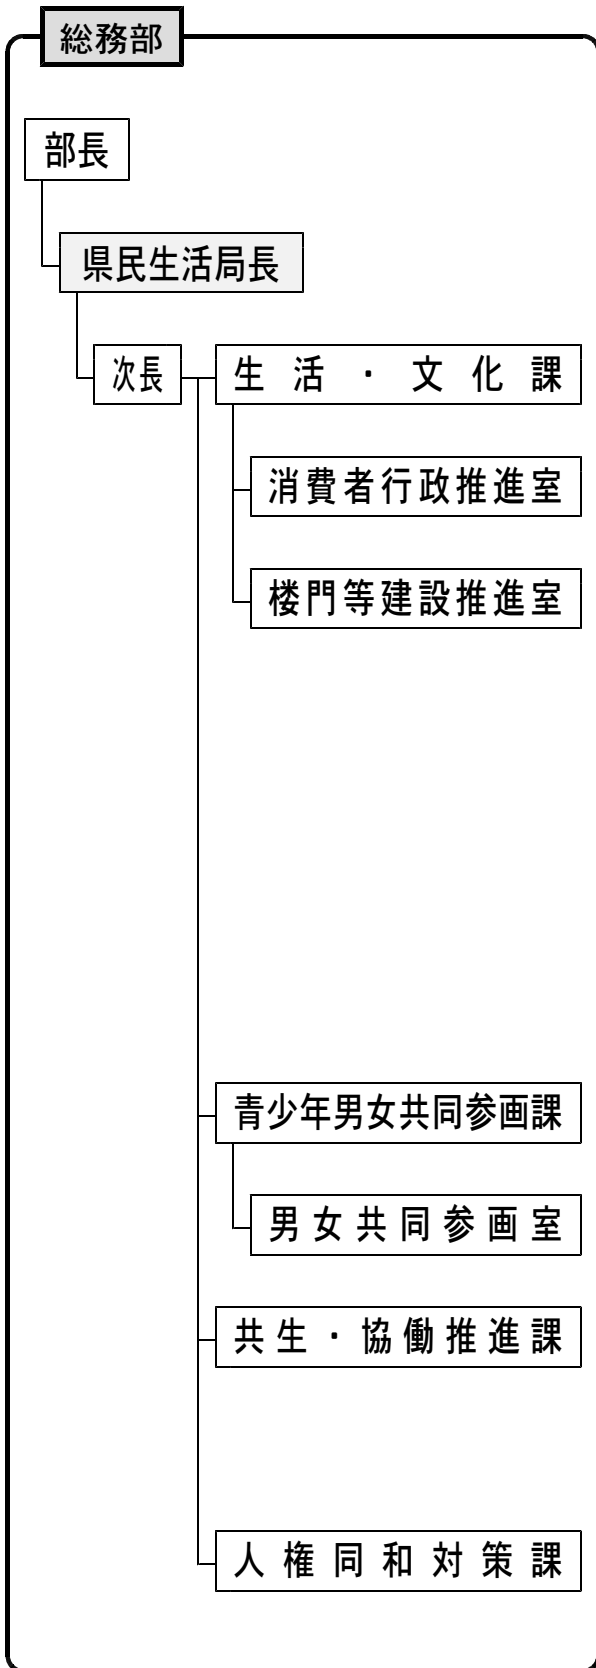 総務部
部長
県民生活局長
次長
生活・文化課
消費者行政推進室
楼門等建設推進室
青少年男女共同参画課
男女共同参画室
共生・協働推進課
人権同和対策課